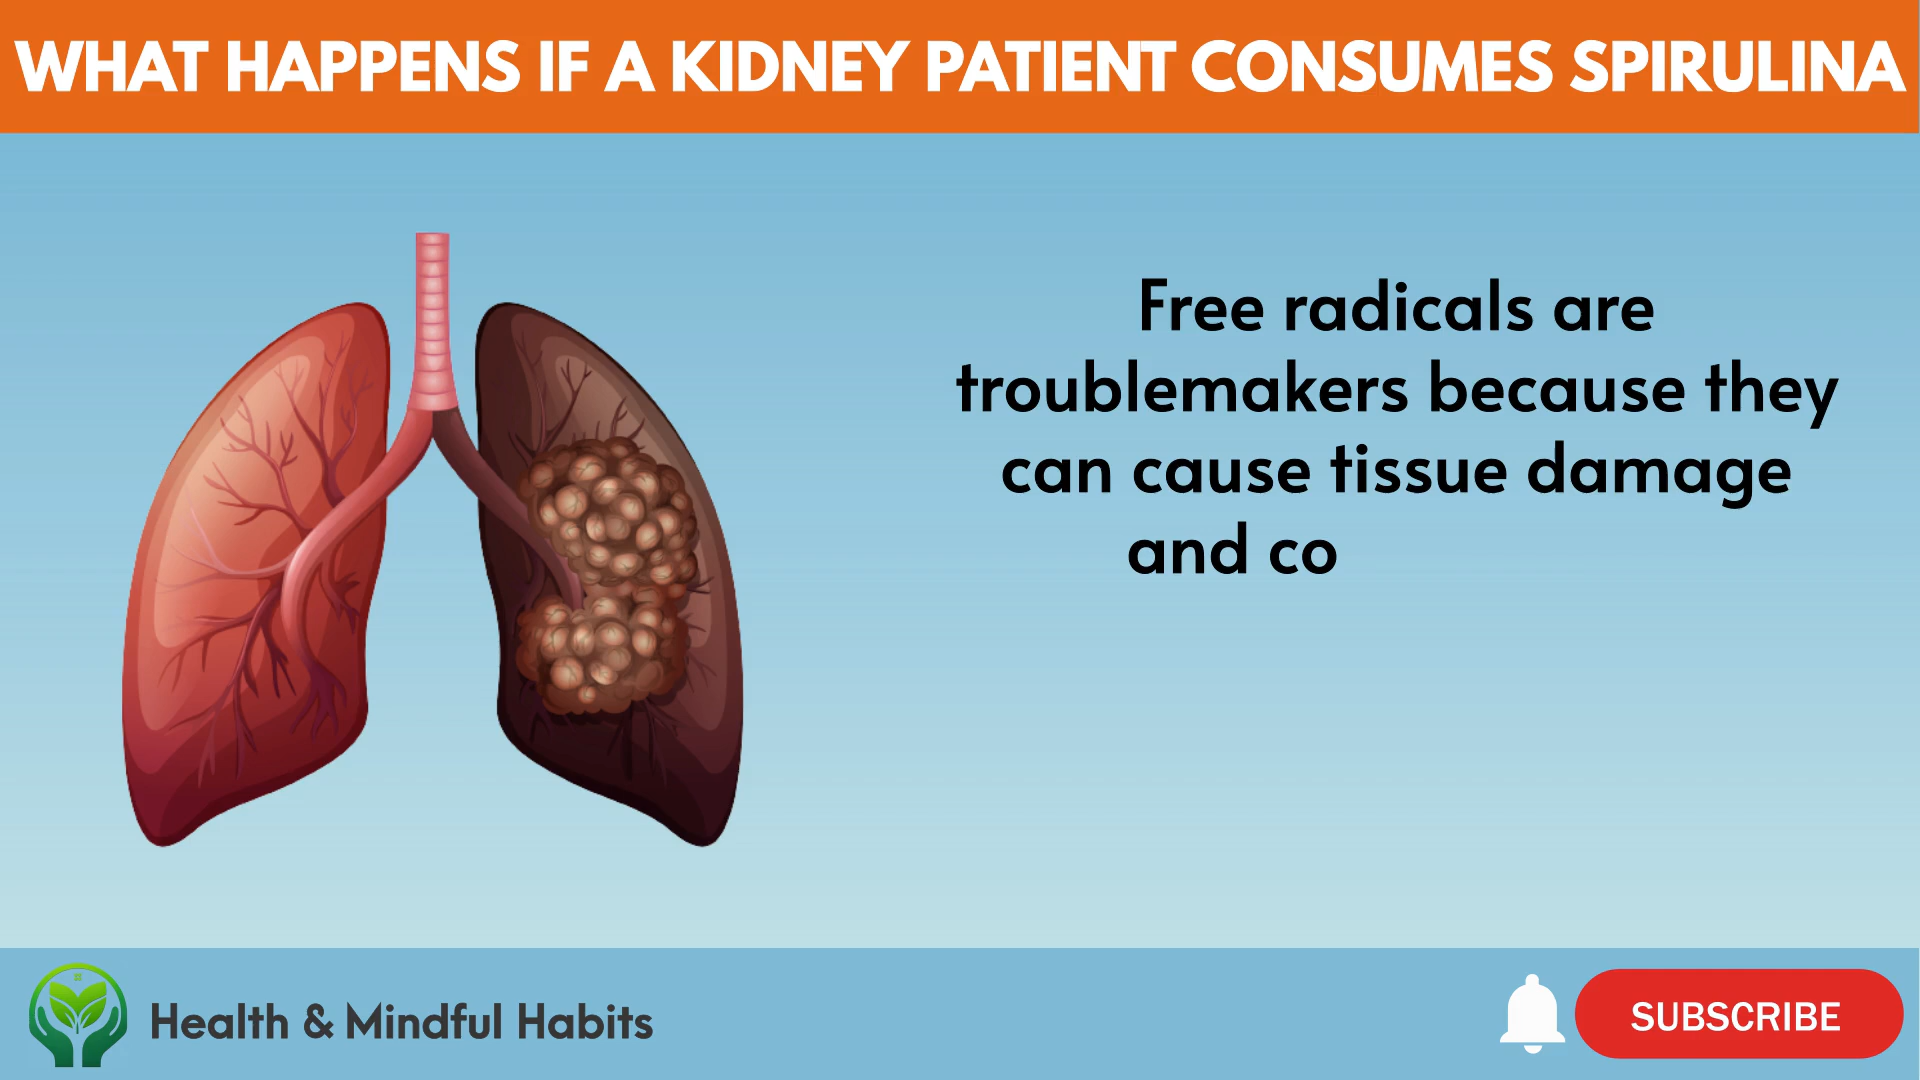 WHAT HAPPENS IF A KIDNEY PATIENT CONSUMES SPIRULINA
Free radicals are
troublemakers because they
can cause tissue damage
and co
Health & Mindful Habits
SUBSCRIBE